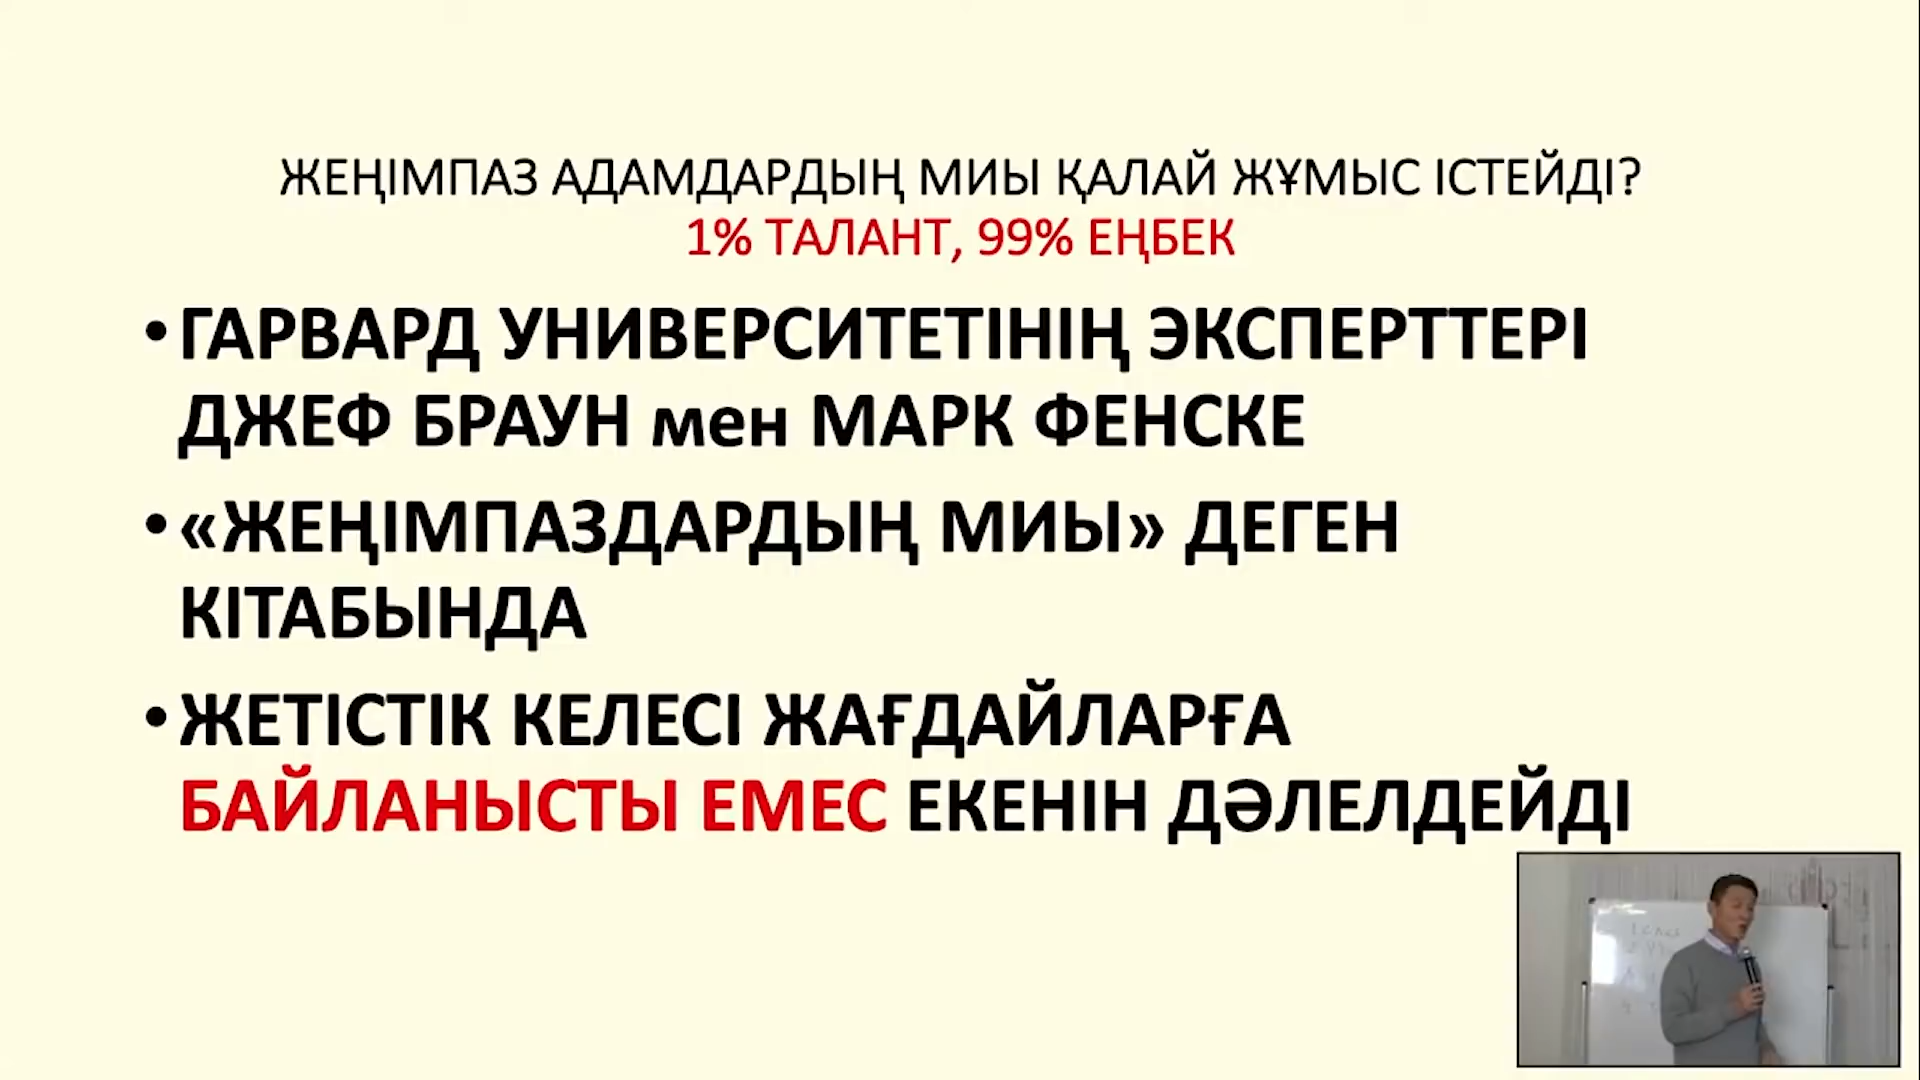 ЖЕҢІМПАЗ АДАМДАРДЫҢ МИЫ ҚАЛАЙ ЖҰМЫС ІСТЕЙДІ?
1% ТАЛАНТ, 99% ЕҢБЕК
•ГАРВАРД УНИВЕРСИТЕТІНІҢ ЭКСПЕРТТЕРІ
ДЖЕФ БРАУН мен МАРК ФЕНСКЕ
•«ЖЕҢІМПАЗДАРДЫҢ МИЫ» ДЕГЕН
КІТАБЫНДА
•ЖЕТІСТІК КЕЛЕСІ ЖАҒДАЙЛАРҒА
БАЙЛАНЫСТЫ ЕМЕС ЕКЕНІН ДӘЛЕЛДЕЙДІ